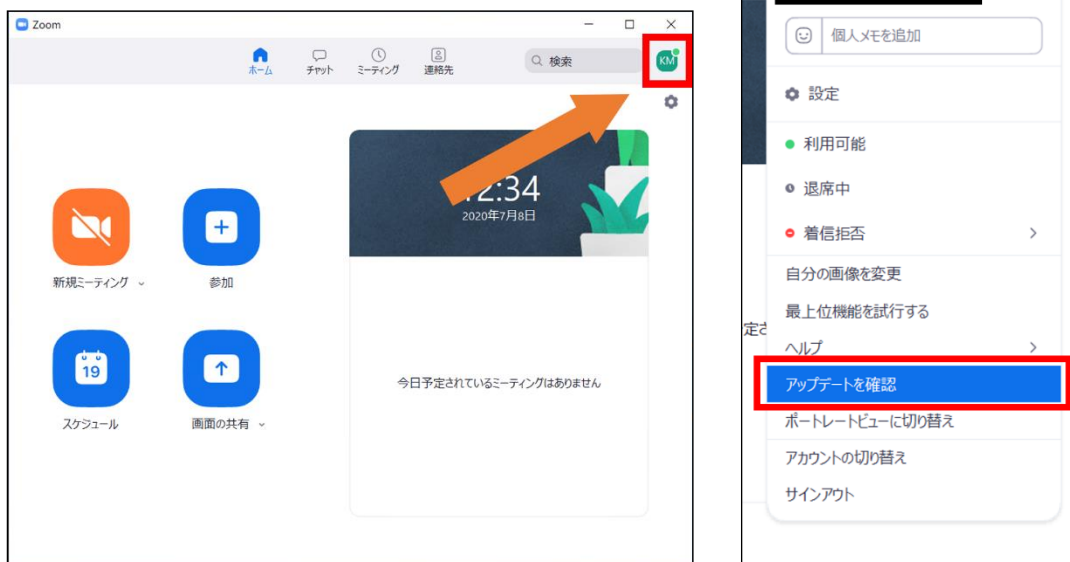 Zoom
ホーム
チャット
ミーティング
連絡先
検索
KM
:34
2020年7月8日
新規ミーティング
参加
19
スケジュール
画面の共有
今日予定されているミーティングはありません
個人メモを追加
設定
利用可能
退席中
着信拒否
自分の画像を変更
最上位機能を試行する
定さ
ヘルプ
アップデートを確認
ポートレートビューに切り替え
アカウントの切り替え
サインアウト